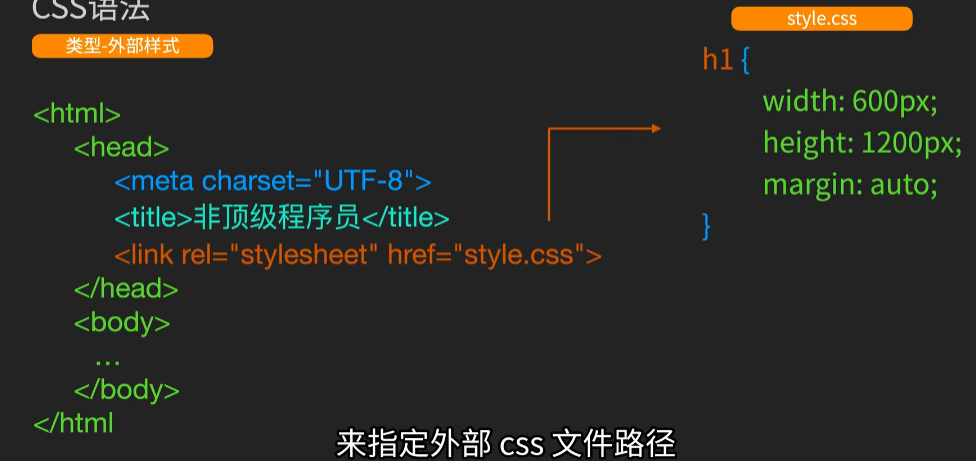 CSS语法
类型-外部样式
<html>
<head>
<meta charset="UTF-8">
<title>非顶级程序员</title>
<link rel="stylesheet" href="style.css">
</head>
<body>
...
</body>
</html
style.css
h1 {
width: 600px;
height: 1200px;
margin: auto;
}
来指定外部 css 文件路径